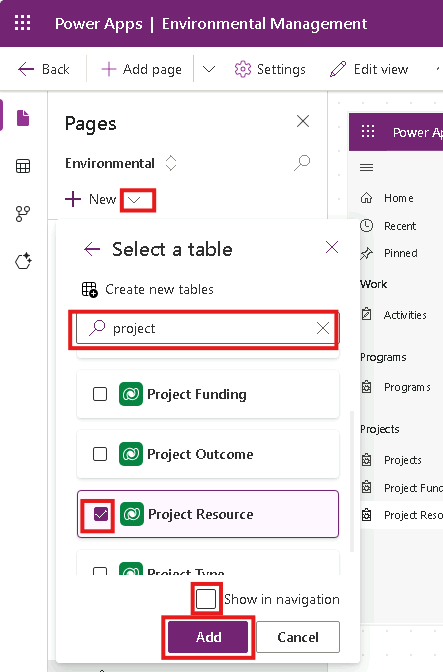 Power Apps | Environmental Management
Back
Add page
Settings
Edit view
Pages
Environmental
New
Select a table
Create new tables
project
Project Funding
Project Outcome
Project Resource
Project Type
Show in navigation
Add
Cancel
Power Ap
Home
Recent
Pinned
Work
Activities
Programs
Programs
Projects
Projects
Project Fund
Project Reso